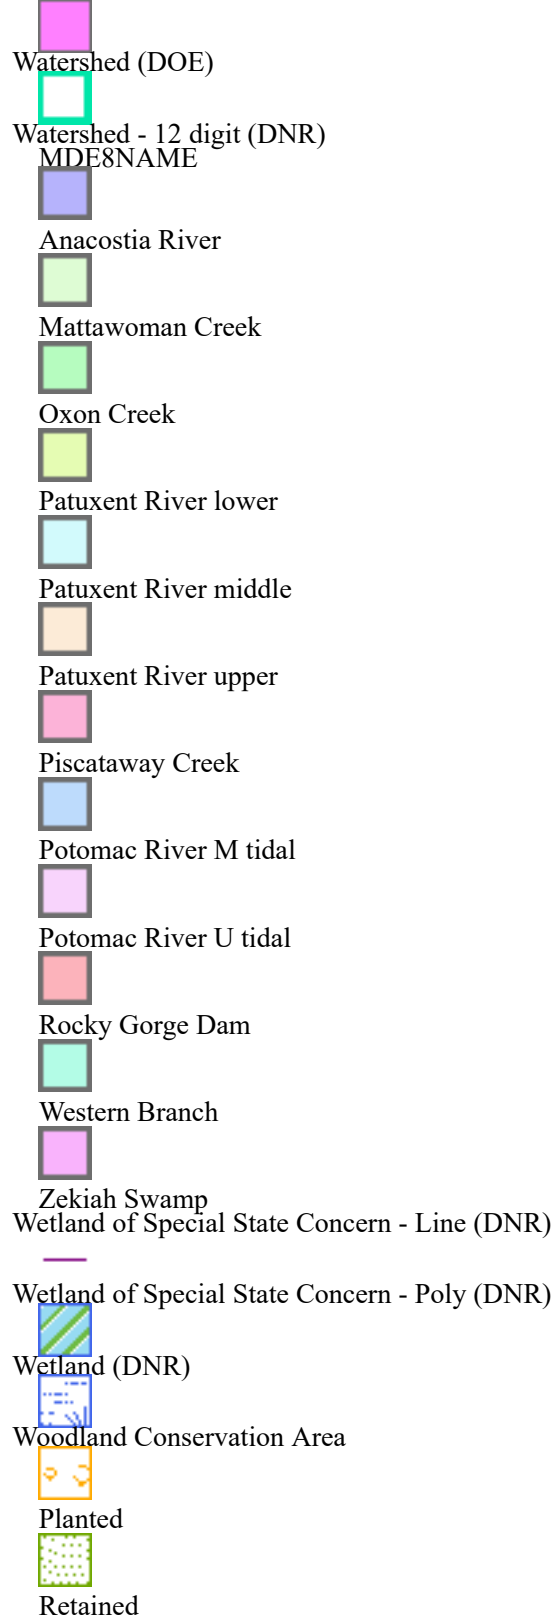 Watershed (DOE)
Watershed - 12 digit (DNR)
MDE8NAME
Anacostia River
Mattawoman Creek
Oxon Creek
Patuxent River lower
Patuxent River middle
Patuxent River upper
Piscataway Creek
Potomac River M tidal
Potomac River U tidal
Rocky Gorge Dam
Western Branch
Zekiah Swamp
Wetland of Special State Concern - Line (DNR)
Wetland of Special State Concern - Poly (DNR)
Wetland (DNR)
Woodland Conservation Area
Planted
Retained